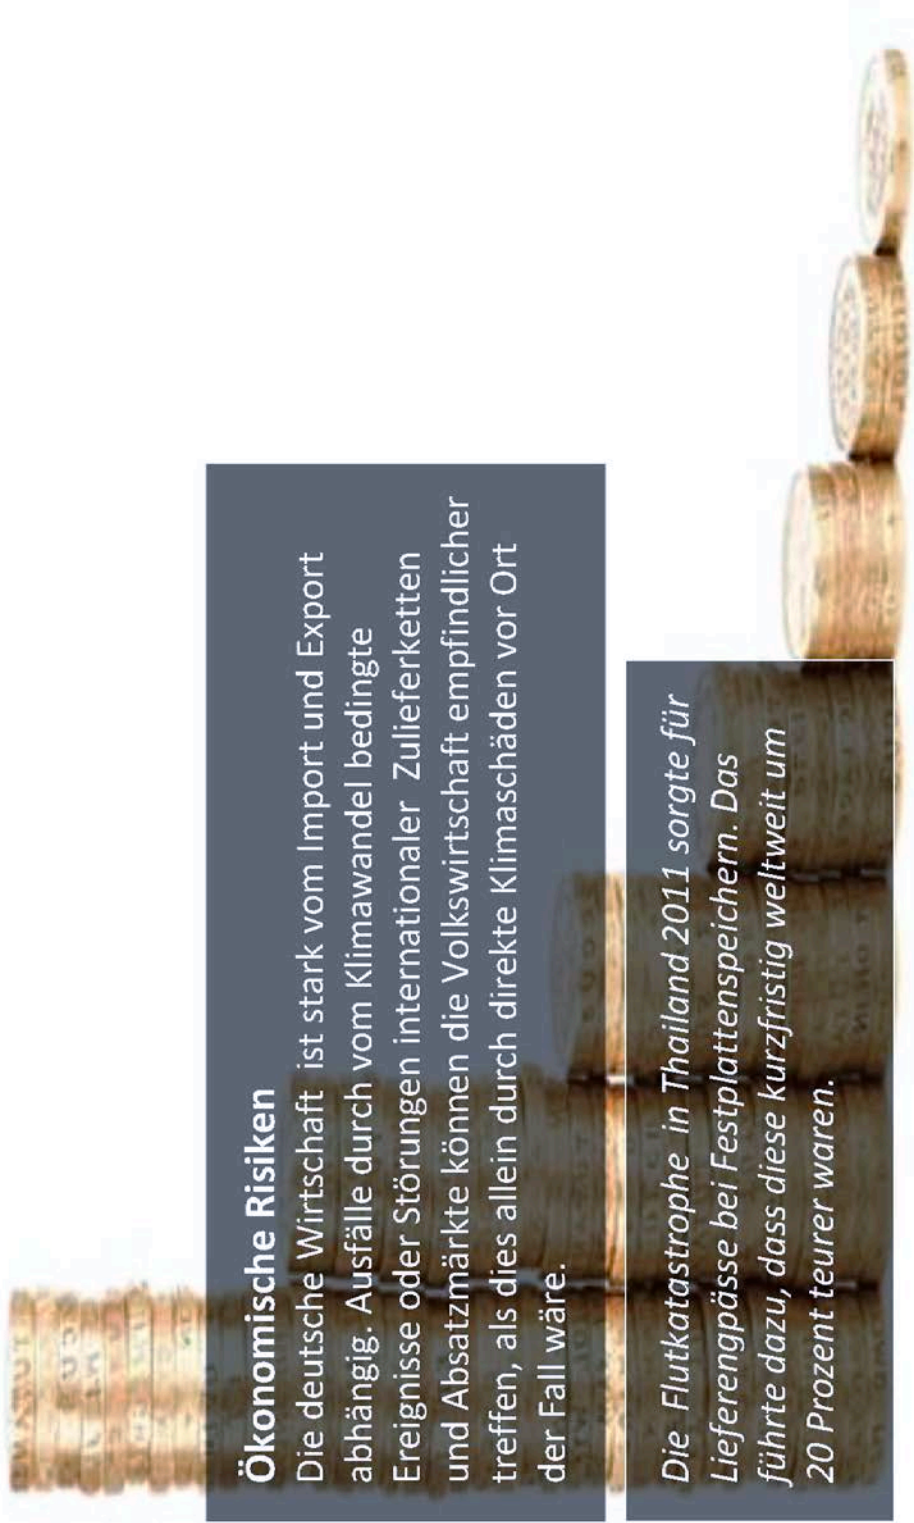 Ökonomische Risiken
Die deutsche Wirtschaft ist stark vom Import und Export
abhängig. Ausfälle durch vom Klimawandel bedingte
Ereignisse oder Störungen internationaler Zulieferketten
und Absatzmärkte können die Volkswirtschaft empfindlicher
treffen, als dies allein durch direkte Klimaschäden vor Ort
der Fall wäre.
Die Flutkatastrophe in Thailand 2011 sorgte für
Lieferengpässe bei Festplattenspeichern. Das
führte dazu, dass diese kurzfristig weltweit um
20 Prozent teurer waren.